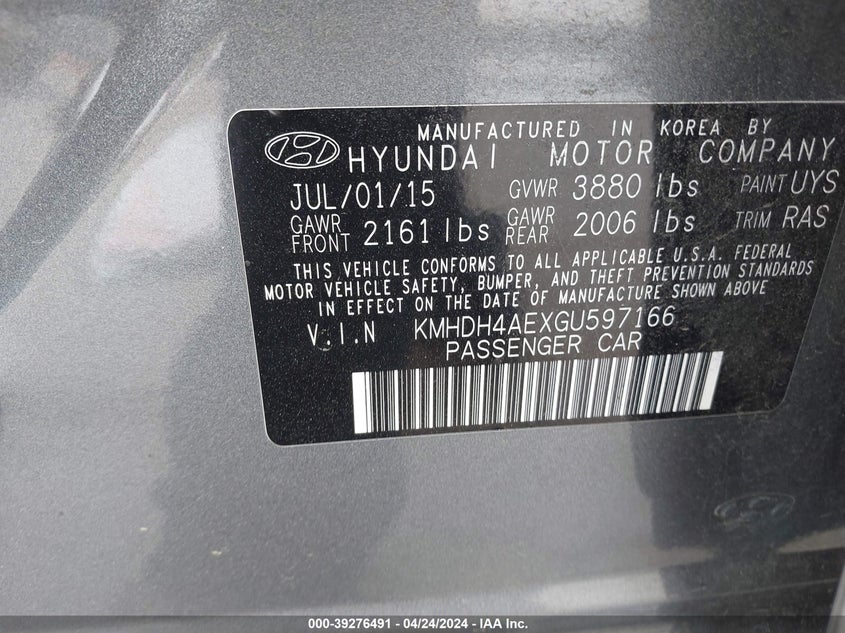 MANUFACTURED IN KOREA BY
HYUNDAI MOTOR COMPANY
JUL/01/15 GVWR 3880 lbs PAINT UYS
GAWR FRONT 2161 lbs GAWR REAR 2006 lbs TRIM RAS
THIS VEHICLE CONFORMS TO ALL APPLICABLE U.S.A. FEDERAL
MOTOR VEHICLE SAFETY, BUMPER, AND THEFT PREVENTION STANDARDS
IN EFFECT ON THE DATE OF MANUFACTURE SHOWN ABOVE
V.I.N KMHDH4AEXGU597166
PASSENGER CAR
000-39276491 - 04/24/2024 - IAA Inc.